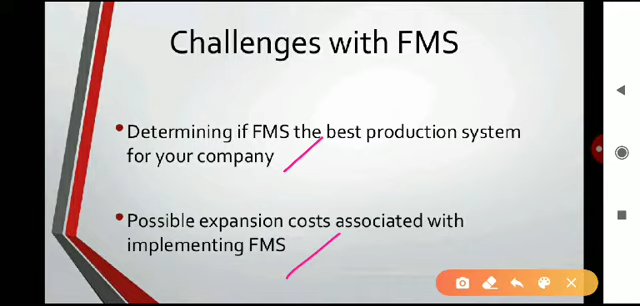 Challenges with FMS
•Determining if FMS the best production system
for your company
•Possible expansion costs associated with
implementing FMS